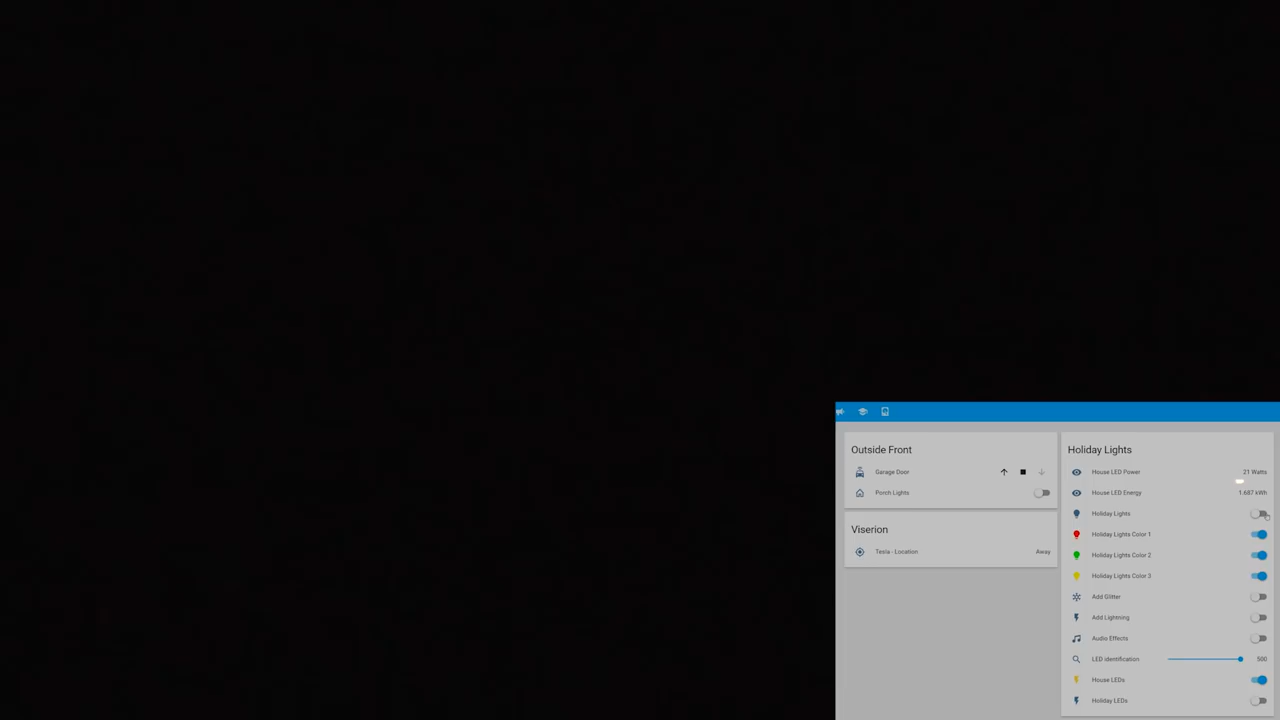 Outside Front
Garage Door
Porch Lights
Viserion
Tesla - Location Away
Holiday Lights
House LED Power 21 Watts
House LED Energy 1.687 kWh
Holiday Lights
Holiday Lights Color 1
Holiday Lights Color 2
Holiday Lights Color 3
Add Glitter
Add Lightning
Audio Effects
LED identification 500
House LEDs
Holiday LEDs